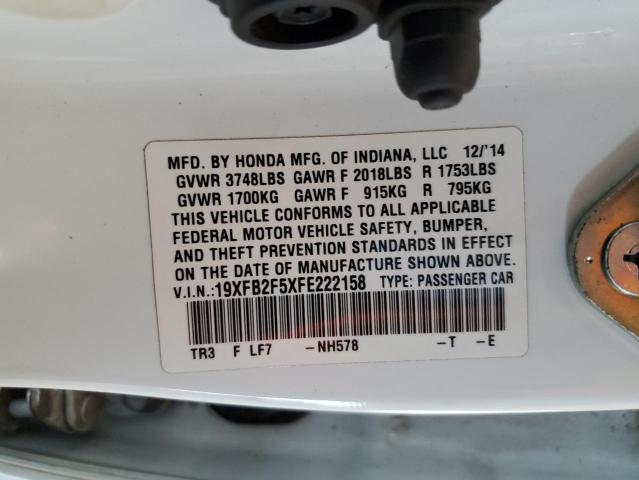 MFD. BY HONDA MFG. OF INDIANA, LLC 12/'14
GVWR 3748LBS GAWR F 2018LBS R 1753LBS
GVWR 1700KG GAWR F 915KG R 795KG
THIS VEHICLE CONFORMS TO ALL APPLICABLE
FEDERAL MOTOR VEHICLE SAFETY, BUMPER,
AND THEFT PREVENTION STANDARDS IN EFFECT
ON THE DATE OF MANUFACTURE SHOWN ABOVE.
V.I.N.:19XFB2F5XFE222158 TYPE: PASSENGER CAR
TR3 F LF7 -NH578 -T -E